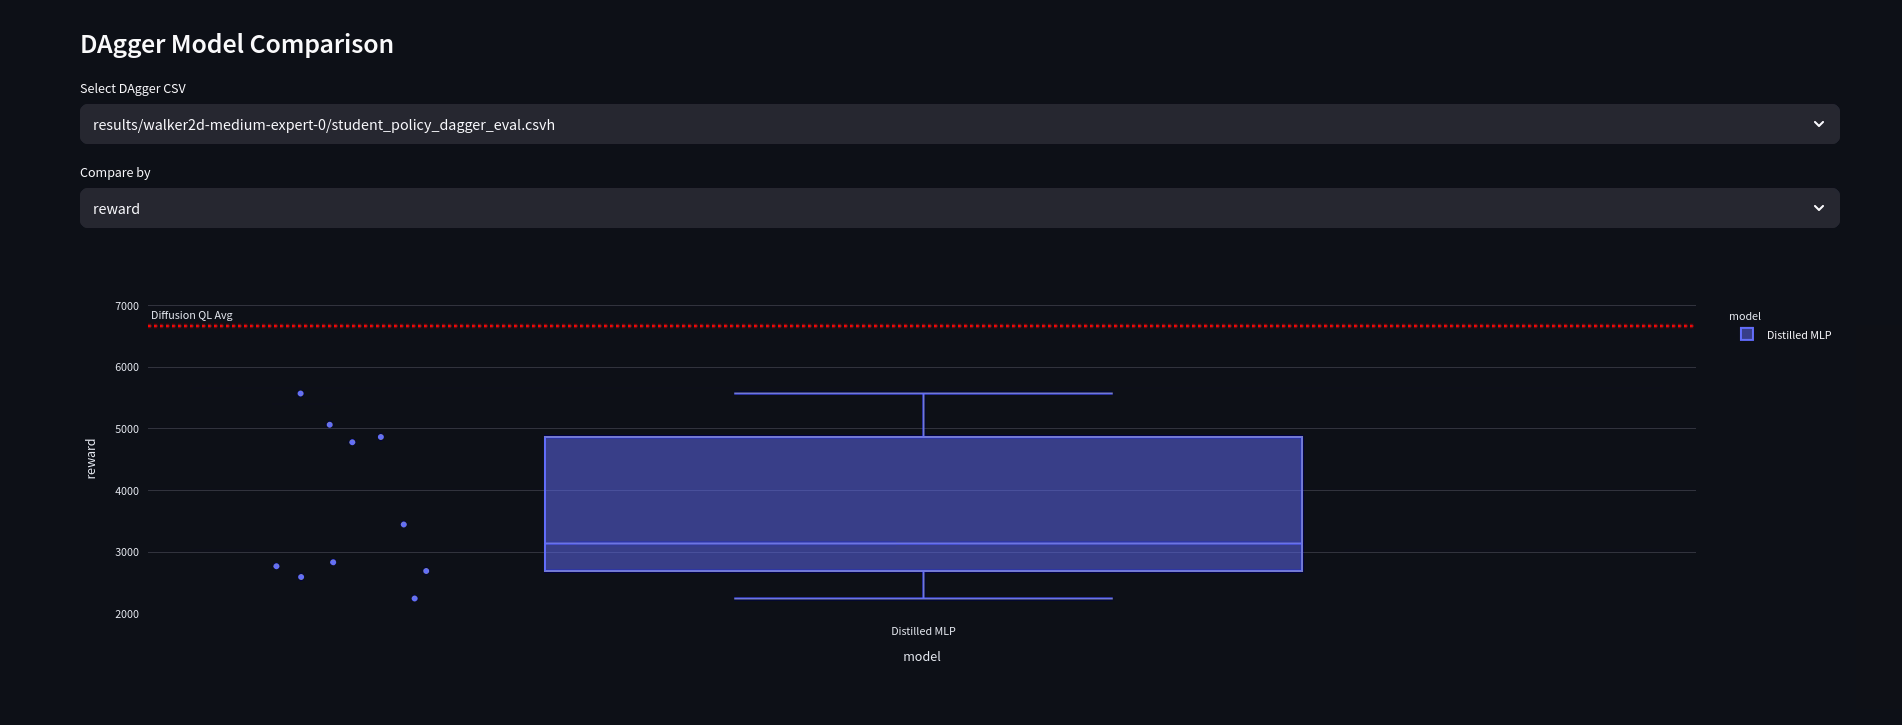 DAgger Model Comparison
Select DAgger CSV
results/walker2d-medium-expert-0/student_policy_dagger_eval.csvh
Compare by
reward
7000
Diffusion QL Avg
6000
5000
4000
3000
2000
reward
Distilled MLP
model
model
Distilled MLP